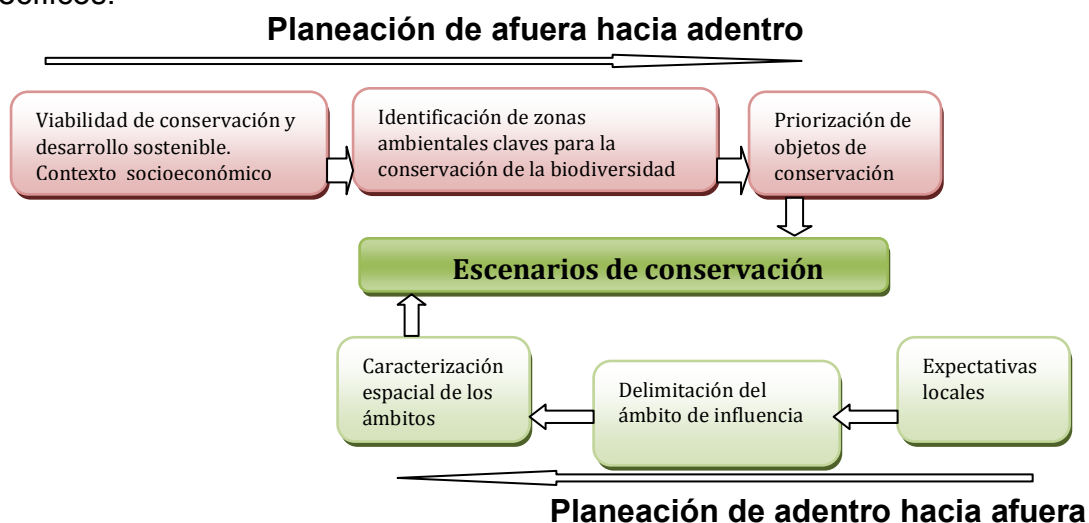 Planeación de afuera hacia adentro
Viabilidad de conservación y
desarrollo sostenible.
Contexto socioeconómico
Identificación de zonas
ambientales claves para la
conservación de la biodiversidad
Priorización de
objetos de
conservación
Escenarios de conservación
Caracterización
espacial de los
ámbitos
Delimitación del
ámbito de influencia
Expectativas
locales
Planeación de adentro hacia afuera